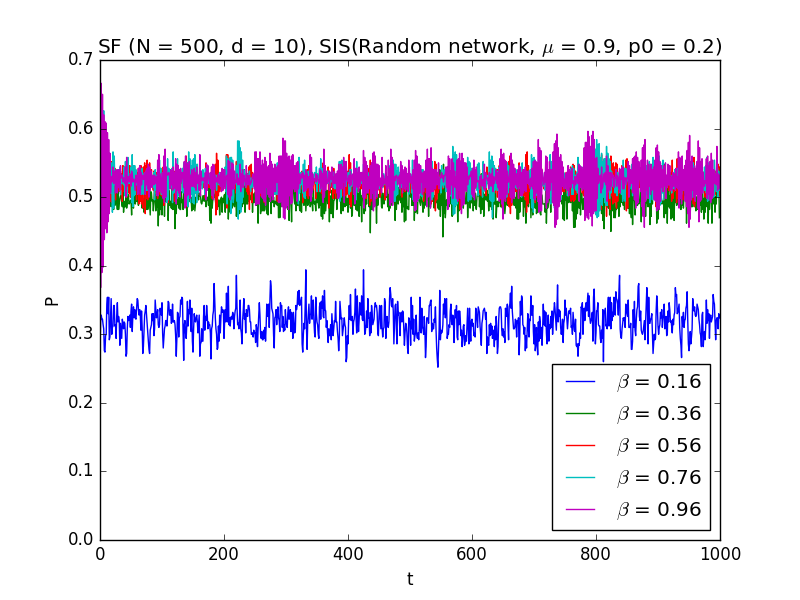 SF (N = 500, d = 10), SIS(Random network, μ = 0.9, p0 = 0.2)
0.7
0.6
0.5
0.4
0.3
0.2
0.1
0.0
P
β = 0.16
β = 0.36
β = 0.56
β = 0.76
β = 0.96
0 200 400 600 800 1000
t